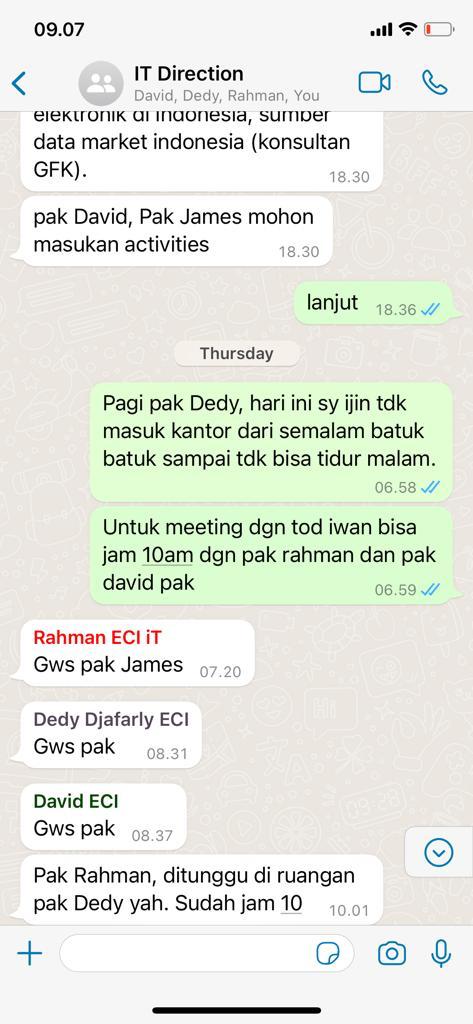 09.07
IT Direction
David, Dedy, Rahman, You
elektronik di indonesia, sumber
data market indonesia (konsultan
GFK).
18.30
pak David, Pak James mohon
masukan activities
18.30
lanjut
18.36
Thursday
Pagi pak Dedy, hari ini sy ijin tdk
masuk kantor dari semalam batuk
batuk sampai tdk bisa tidur malam.
06.58
Untuk meeting dgn tod iwan bisa
jam 10am dgn pak rahman dan pak
david pak
06.59
Rahman ECI iT
Gws pak James
07.20
Dedy Djafarly ECI
Gws pak
08.31
David ECI
Gws pak
08.37
Pak Rahman, ditunggu di ruangan
pak Dedy yah. Sudah jam 10
10.01